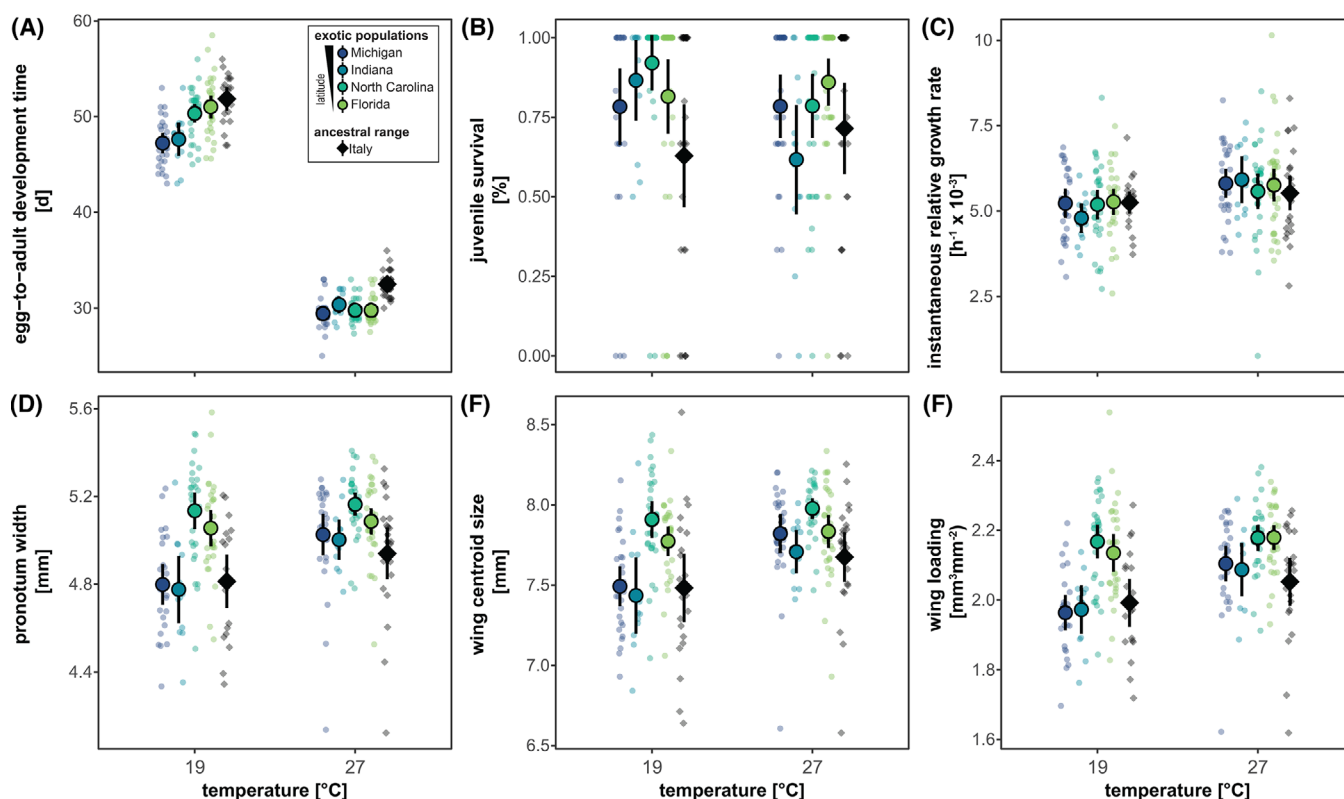 (A)
egg−to−adult development time
[d]
60
50
40
30
exotic populations
latitude
Michigan
Indiana
North Carolina
Florida
ancestral range
Italy
(B)
juvenile survival
[%]
1.00
0.75
0.50
0.25
0.00
(C)
instantaneous relative growth rate
[h⁻¹ x 10⁻³]
10
7.5
5.0
2.5
(D)
pronotum width
[mm]
5.6
5.2
4.8
4.4
19
27
temperature [°C]
(F)
wing centroid size
[mm]
8.5
8.0
7.5
7.0
6.5
19
27
temperature [°C]
(F)
wing loading
[mm³mm⁻²)
2.4
2.2
2.0
1.8
1.6
19
27
temperature [°C]